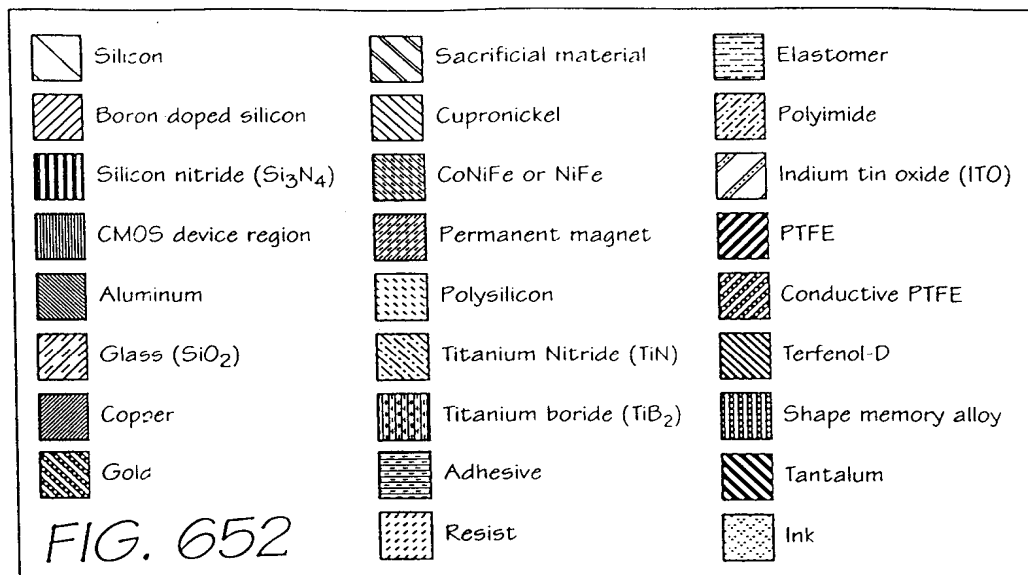 Silicon
Boron doped silicon
Silicon nitride (Si₃N₄)
CMOS device region
Aluminum
Glass (SiO₂)
Copper
Gold
FIG. 652
Sacrificial material
Cupronickel
CoNiFe or NiFe
Permanent magnet
Polysilicon
Titanium Nitride (TiN)
Titanium boride (TiB₂)
Adhesive
Resist
Elastomer
Polyimide
Indium tin oxide (ITO)
PTFE
Conductive PTFE
Terfenol-D
Shape memory alloy
Tantalum
Ink